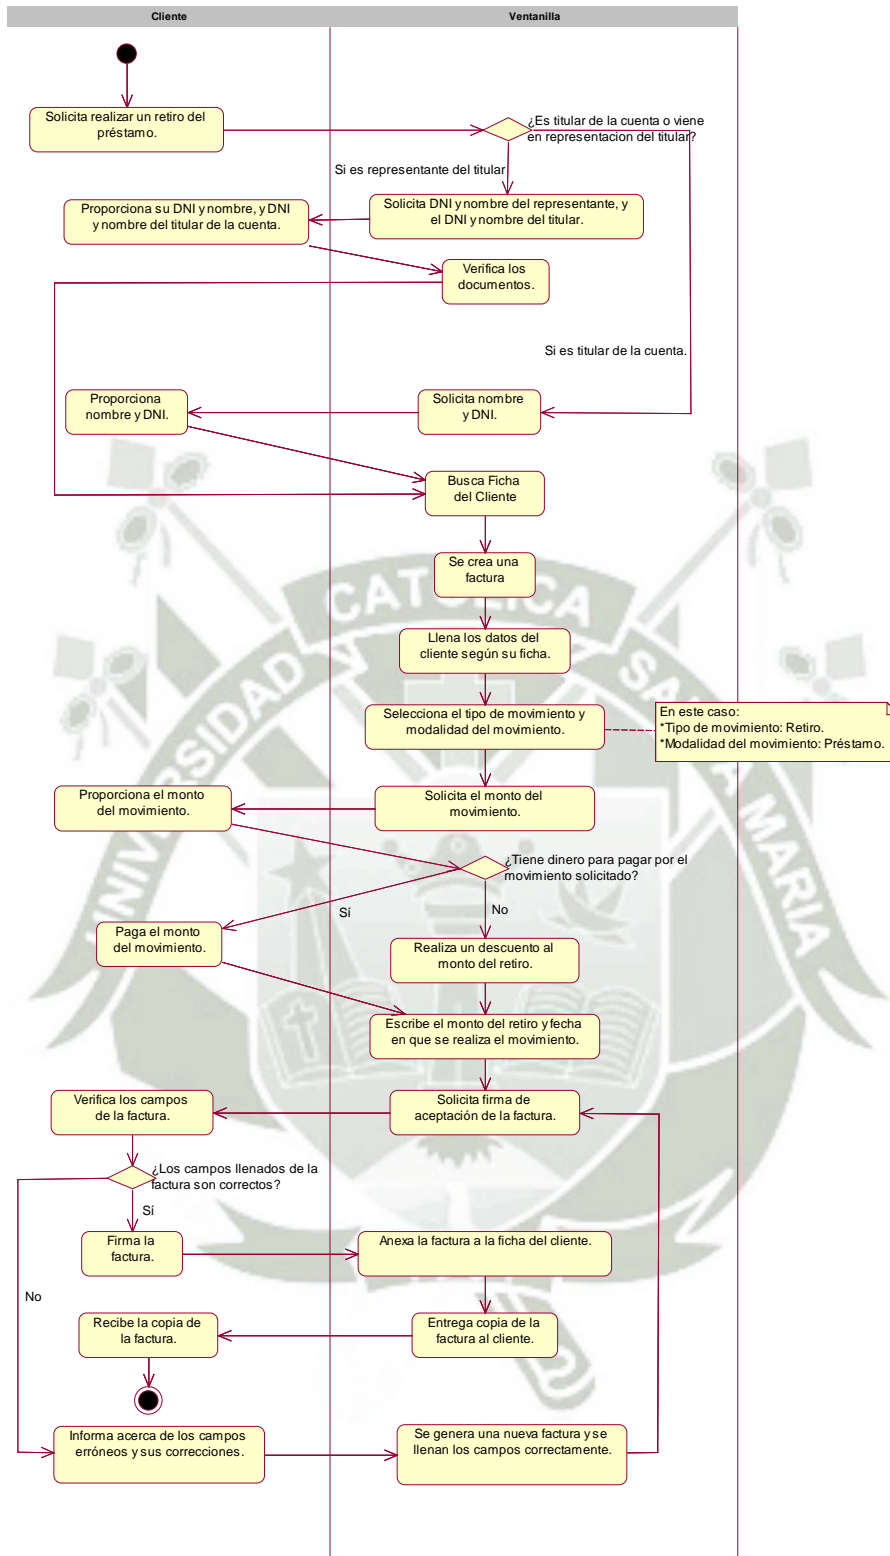 Cliente
Ventanilla
Solicita realizar un retiro del
préstamo.
¿Es titular de la cuenta o viene
en representacion del titular?
Si es representante del titular
Solicita DNI y nombre del representante, y
el DNI y nombre del titular.
Proporciona su DNI y nombre, y DNI
y nombre del titular de la cuenta.
Verifica los
documentos.
Si es titular de la cuenta.
Solicita nombre
y DNI.
Proporciona
nombre y DNI.
Busca Ficha
del Cliente
Se crea una
factura
Llena los datos del
cliente según su ficha.
Selecciona el tipo de movimiento y
modalidad del movimiento.
En este caso:
*Tipo de movimiento: Retiro.
*Modalidad del movimiento: Préstamo.
Solicita el monto del
movimiento.
Proporciona el monto
del movimiento.
¿Tiene dinero para pagar por el
movimiento solicitado?
Sí
No
Paga el monto
del movimiento.
Realiza un descuento al
monto del retiro.
Escribe el monto del retiro y fecha
en que se realiza el movimiento.
Solicita firma de
aceptación de la factura.
Verifica los campos
de la factura.
¿Los campos llenados de la
factura son correctos?
Sí
No
Firma la
factura.
Anexa la factura a la ficha del cliente.
Entrega copia de la
factura al cliente.
Recibe la copia de
la factura.
Informa acerca de los campos
erróneos y sus correcciones.
Se genera una nueva factura y se
llenan los campos correctamente.
UNIVERSIDAD CATOLICA SANTA MARIA